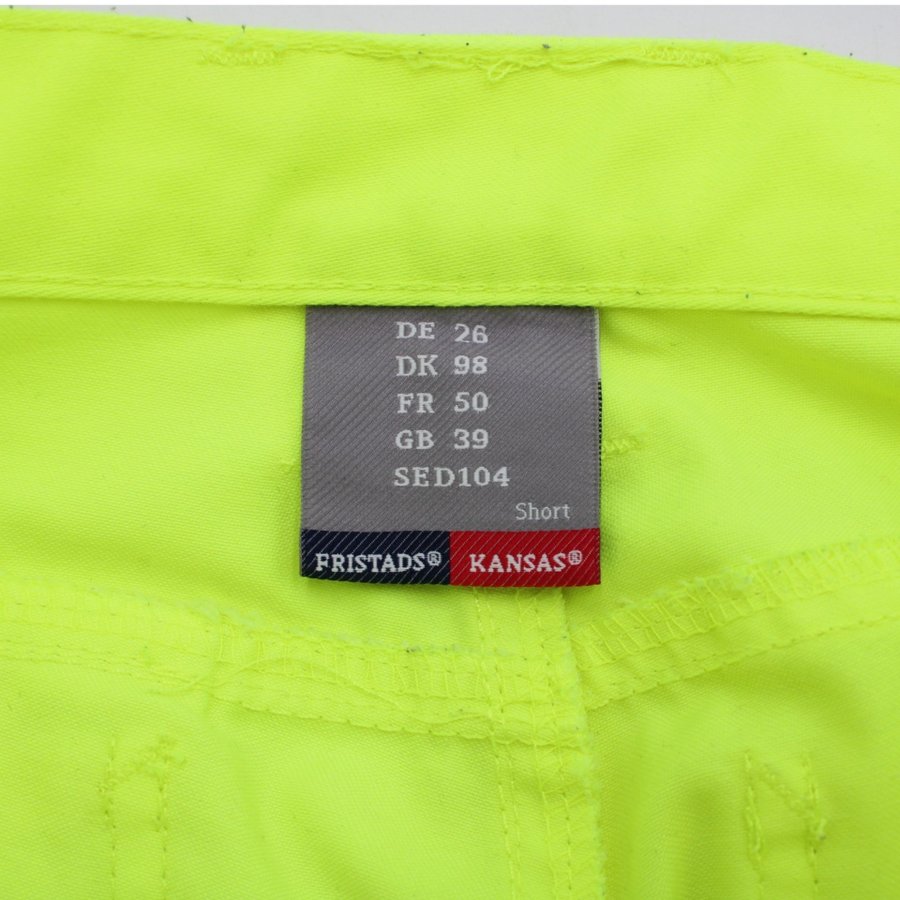 DE 26
DK 98
FR 50
GB 39
SED104
Short
FRISTADS® KANSAS®